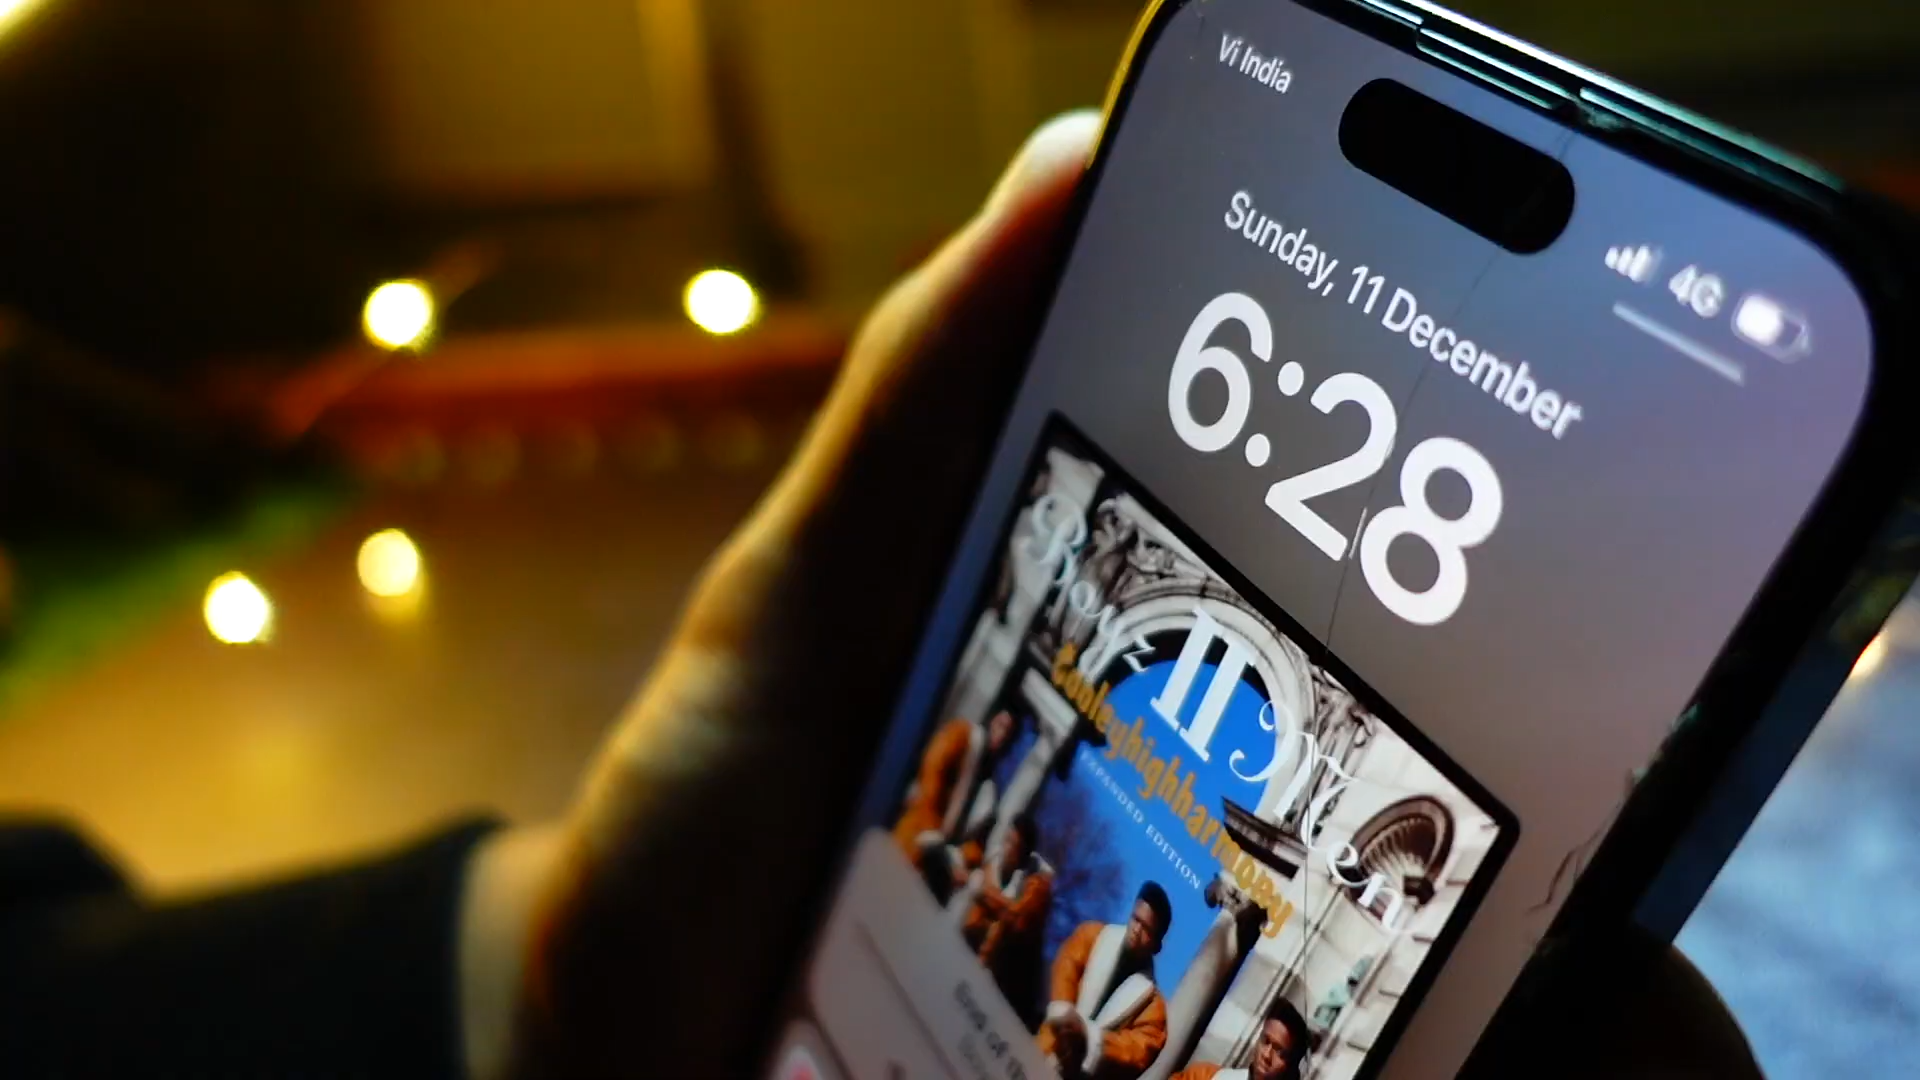 Vi India
4G
Sunday, 11 December
6:28
Boyz II Men
Cooleyhighharmony
EXPANDED EDITION